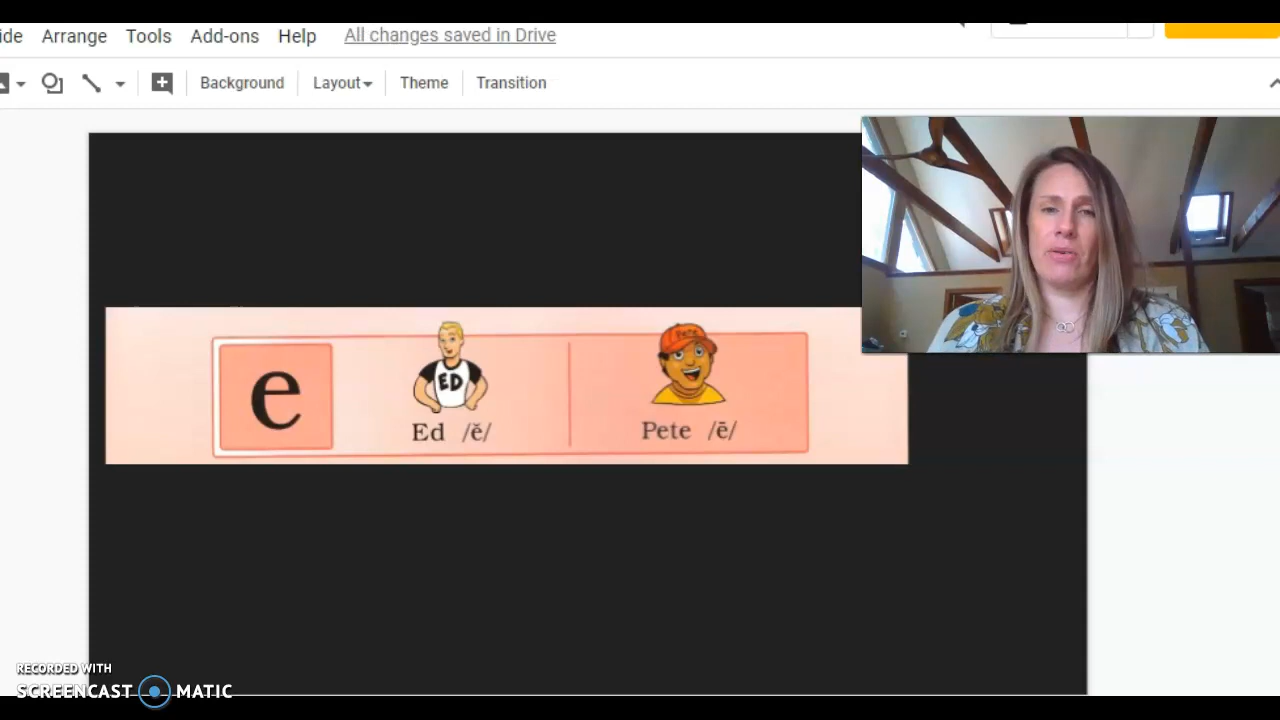 ide Arrange Tools Add-ons Help All changes saved in Drive
Background Layout Theme Transition
e
ED
Pete
Ed /ĕ/
Pete /ē/
RECORDED WITH
SCREENCAST MATIC